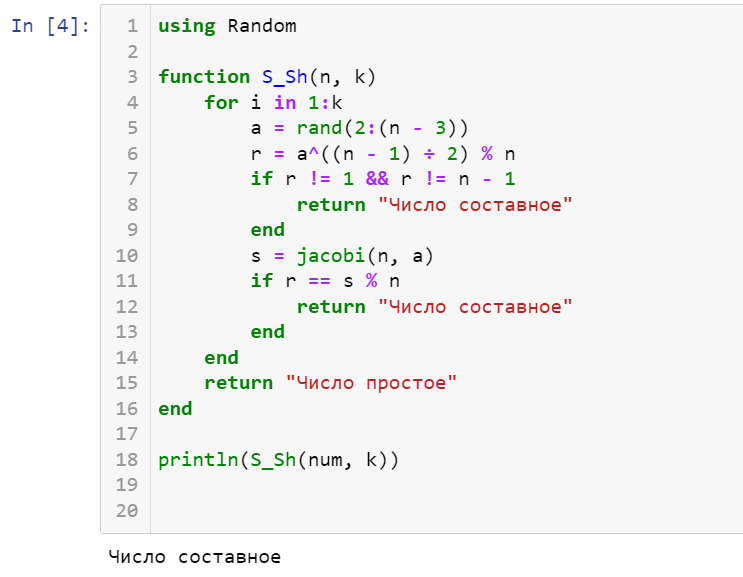 In [4]:
1 using Random
2
3 function S_Sh(n, k)
4     for i in 1:k
5         a = rand(2:(n - 3))
6         r = a^((n - 1) ÷ 2) % n
7         if r != 1 && r != n - 1
8             return "Число составное"
9         end
10         s = jacobi(n, a)
11         if r == s % n
12             return "Число составное"
13         end
14     end
15     return "Число простое"
16 end
17
18 println(S_Sh(num, k))
19
20
Число составное